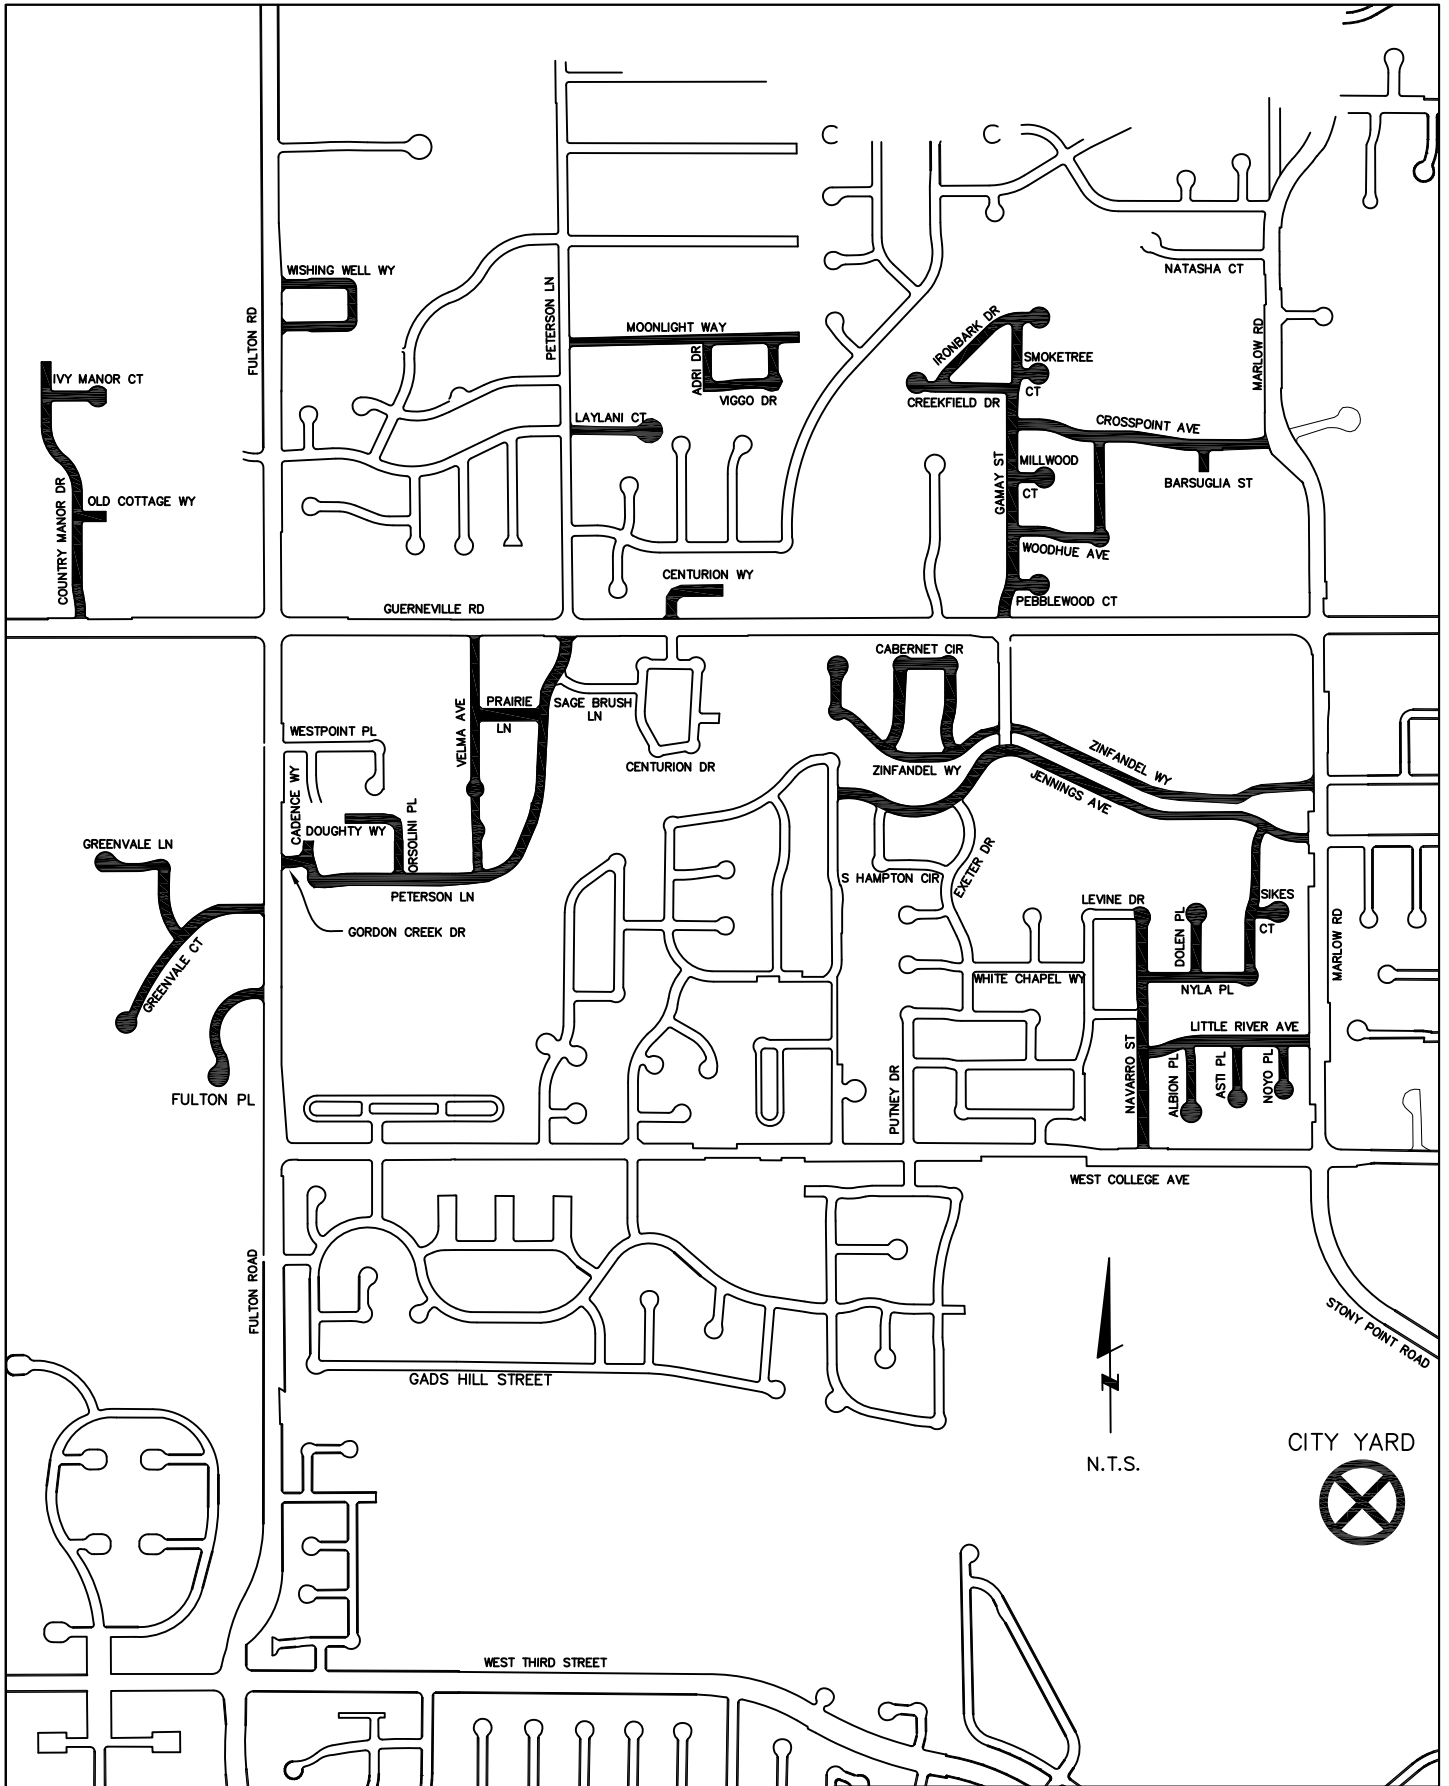 C
C
WISHING WELL WY
NATASHA CT
PETERSON LN
FULTON RD
MOONLIGHT WAY
IRONBARK DR
MARLOW RD
SMOKETREE
CT
IVY MANOR CT
ADRI DR
VIGGO DR
CREEKFIELD DR
LAYLANI CT
CROSSPOINT AVE
GAMAY ST
MILLWOOD
CT
BARSUGLIA ST
OLD COTTAGE WY
COUNTRY MANOR DR
WOODHUE AVE
CENTURION WY
PEBBLEWOOD CT
GUERNEVILLE RD
CABERNET CIR
VELMA AVE
PRAIRIE
LN
SAGE BRUSH
LN
WESTPOINT PL
CENTURION DR
ZINFANDEL WY
ZINFANDEL WY
JENNINGS AVE
CADENCE WY
DOUGHTY WY
ORSOLINI PL
GREENVALE LN
S HAMPTON CIR
EXETER DR
PETERSON LN
LEVINE DR
SIKES
CT
DOLEN PL
GORDON CREEK DR
MARLOW RD
GREENVALE CT
WHITE CHAPEL WY
NYLA PL
LITTLE RIVER AVE
NAVARRO ST
ALBION PL
ASTI PL
NOYO PL
PUTNEY DR
FULTON PL
WEST COLLEGE AVE
FULTON ROAD
STONY POINT ROAD
GADS HILL STREET
N
CITY YARD
N.T.S.
WEST THIRD STREET